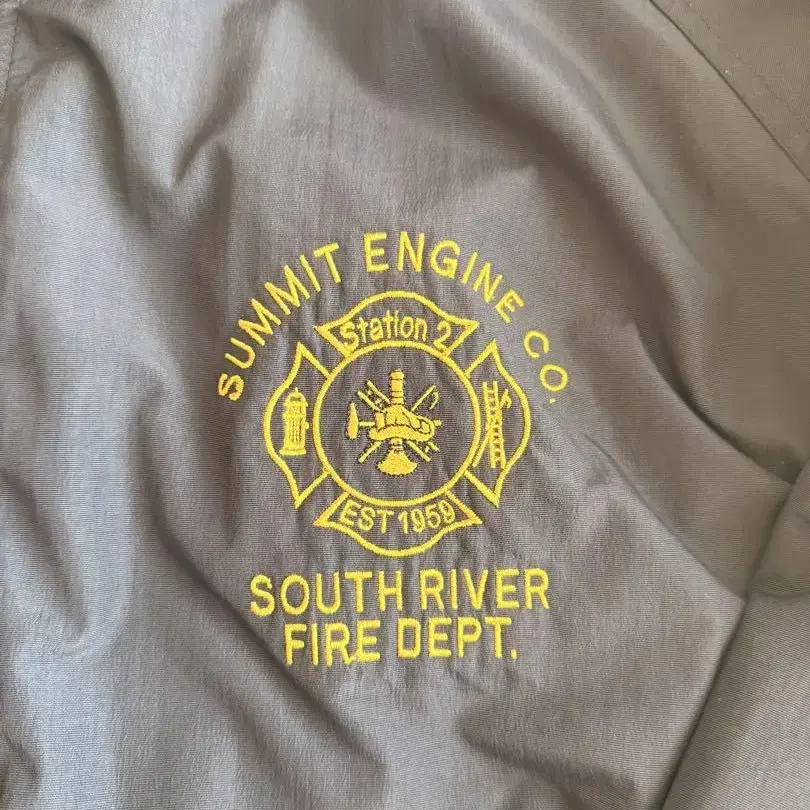 SUMMIT ENGINE CO.
Station 2
EST 1959
SOUTH RIVER
FIRE DEPT.